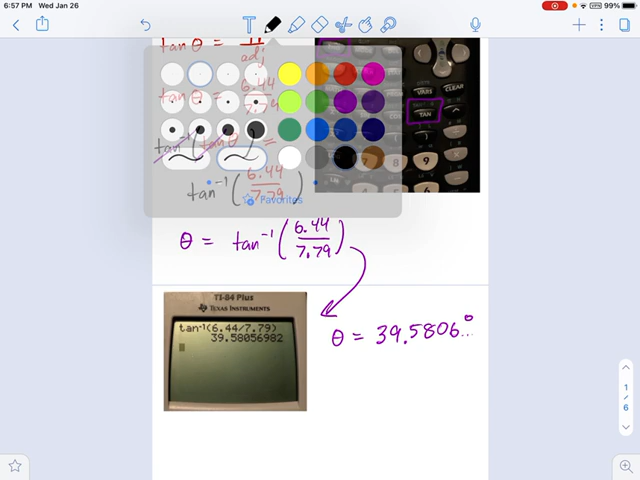 6:57 PM Wed Jan 26
99%
T
tan θ =
adj
tan θ = 6.44
tan⁻¹ ( tan θ ) =
tan⁻¹ ( 6.44 / 7.79 )
Favorites
VARS
CLEAR
TAN
9
6
θ = tan⁻¹ ( 6.44 / 7.79 )
TI-84 Plus
TEXAS INSTRUMENTS
tan⁻¹(6.44/7.79)
39.58056982
θ = 39.5806...°
1
/
6